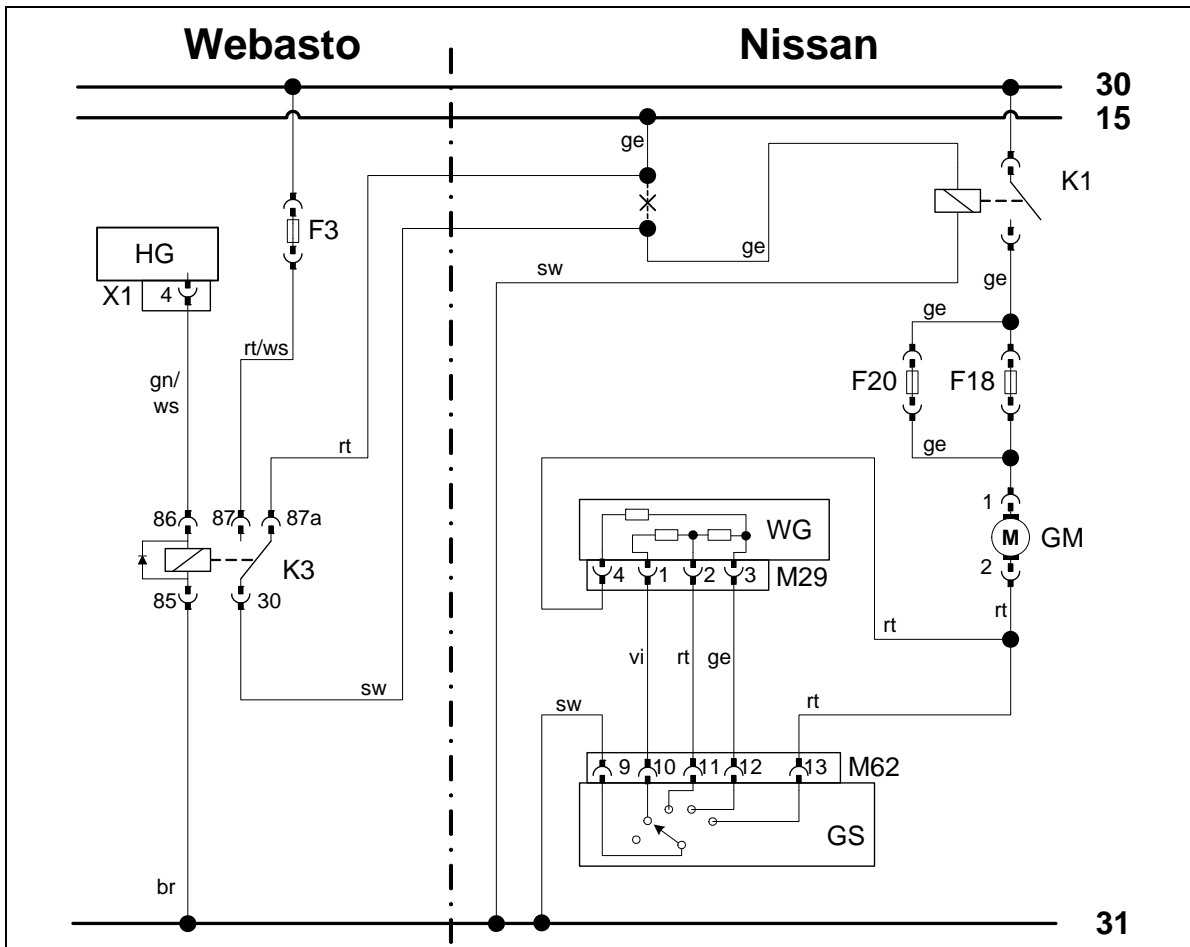 Webasto
Nissan
30
15
ge
K1
F3
HG
X1
4
ge
sw
ge
ge
rt/ws
F20
F18
gn/
ws
rt
ge
86
87
87a
WG
1
M
GM
K3
4
1
2
3
M29
2
85
30
rt
rt
vi
rt
ge
sw
sw
rt
9
10
11
12
13
M62
GS
br
31